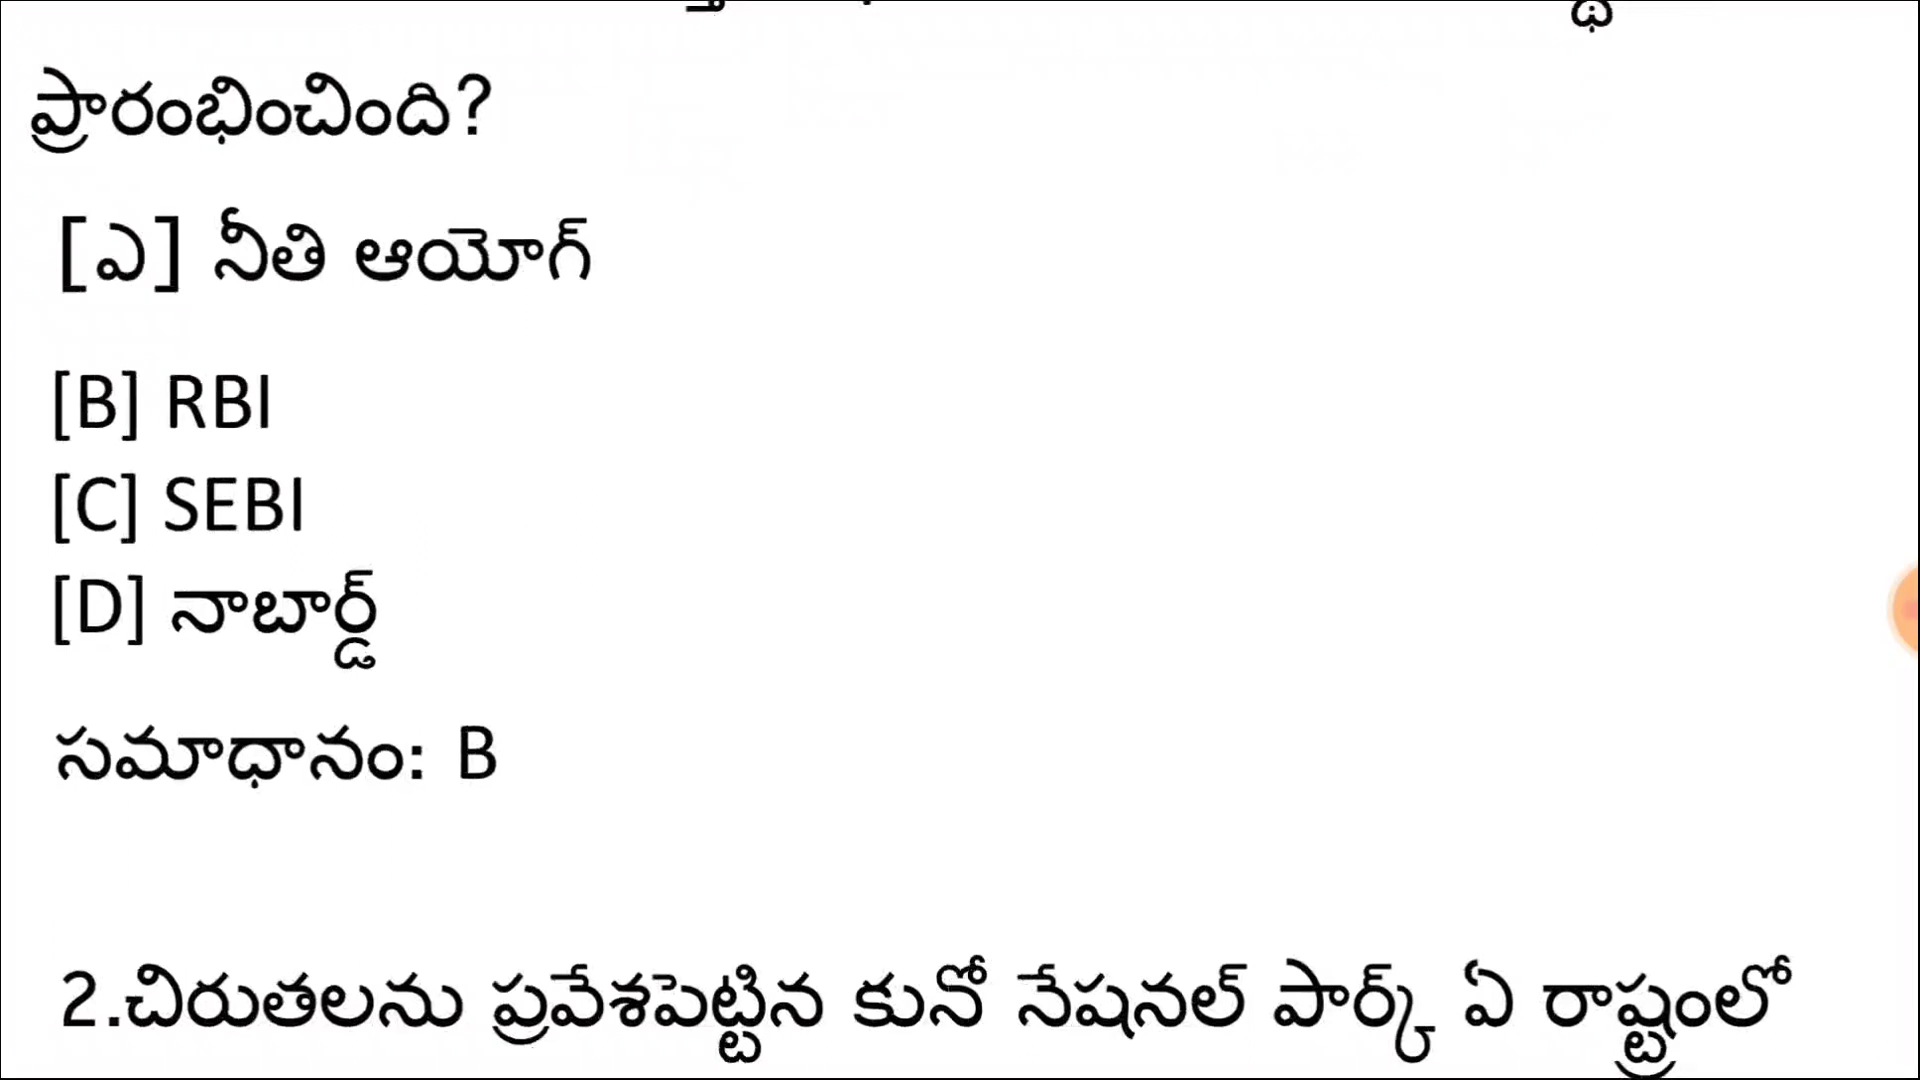 ప్రారంభించింది?
[ఎ] నీతి ఆయోగ్
[B] RBI
[C] SEBI
[D] నాబార్డ్
సమాధానం: B
2.చిరుతలను ప్రవేశపెట్టిన కునో నేషనల్ పార్క్ ఏ రాష్ట్రంలో